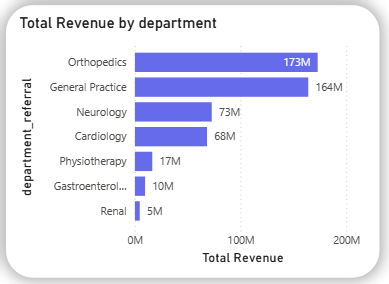 Total Revenue by department
department_referral
Orthopedics 173M
General Practice 164M
Neurology 73M
Cardiology 68M
Physiotherapy 17M
Gastroenterol... 10M
Renal 5M
0M 100M 200M
Total Revenue